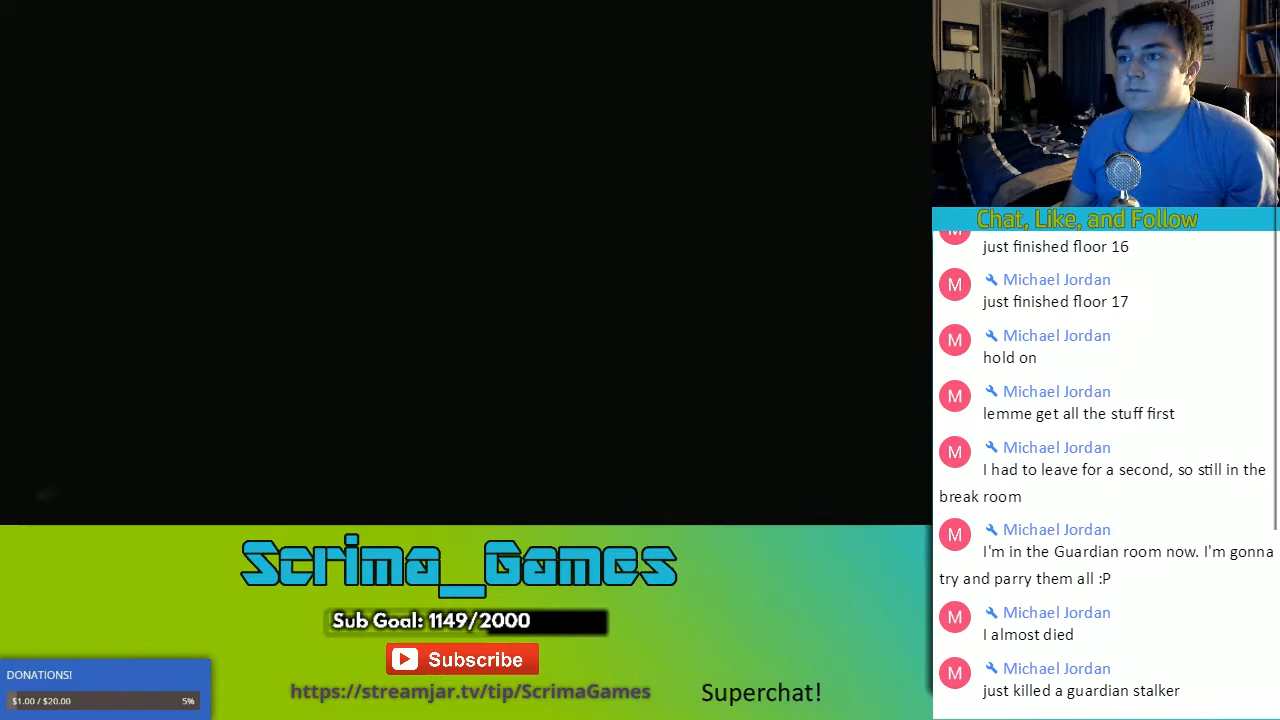 Chat, Like, and Follow
M
just finished floor 16
M Michael Jordan
just finished floor 17
M Michael Jordan
hold on
M Michael Jordan
lemme get all the stuff first
M Michael Jordan
I had to leave for a second, so still in the
break room
M Michael Jordan
I'm in the Guardian room now. I'm gonna
try and parry them all :P
M Michael Jordan
I almost died
M Michael Jordan
just killed a guardian stalker
Scrima_Games
Sub Goal: 1149/2000
Subscribe
https://streamjar.tv/tip/ScrimaGames
Superchat!
DONATIONS!
$1.00 / $20.00 5%